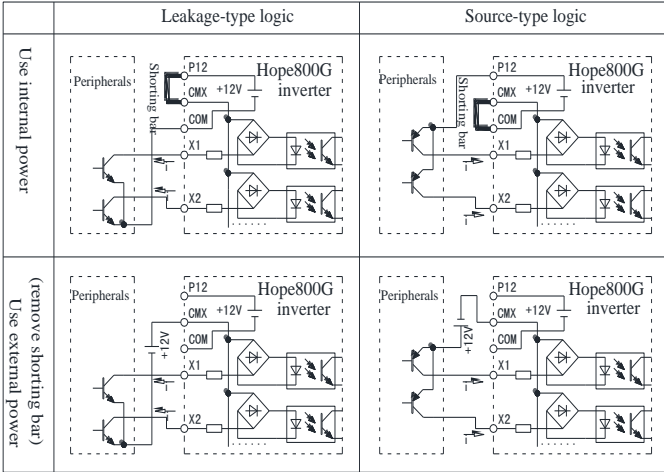 Leakage-type logic
Source-type logic
Use internal power
Peripherals
Shorting bar
P12
CMX
COM
X1
X2
+12V
Hope800G
inverter
i
i
.......
Peripherals
Shorting bar
P12
CMX
COM
X1
X2
+12V
Hope800G
inverter
i
i
.......
Use external power
(remove shorting bar)
Peripherals
+12V
P12
CMX
COM
X1
X2
+12V
Hope800G
inverter
i
i
.......
Peripherals
+12V
P12
CMX
COM
X1
X2
+12V
Hope800G
inverter
i
i
.......